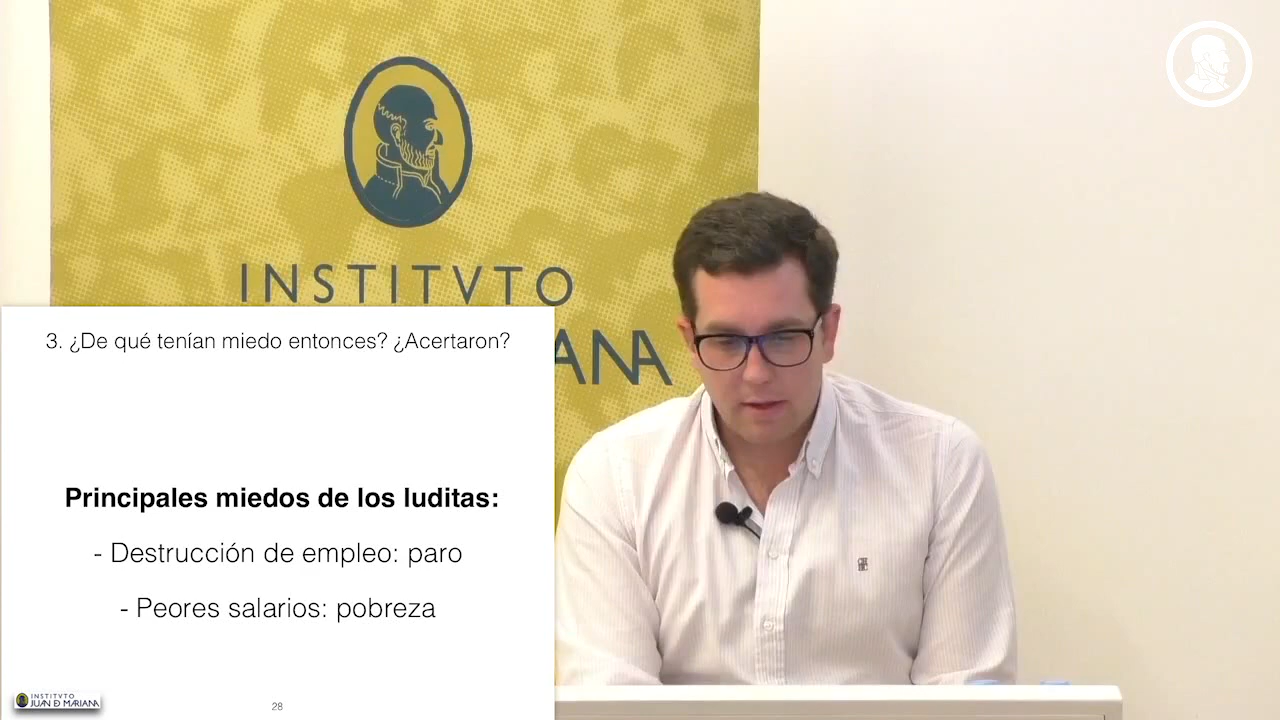 INSTITVTO
ANA
3. ¿De qué tenían miedo entonces? ¿Acertaron?
Principales miedos de los luditas:
- Destrucción de empleo: paro
- Peores salarios: pobreza
INSTITVTO
JUAN DE MARIANA
28